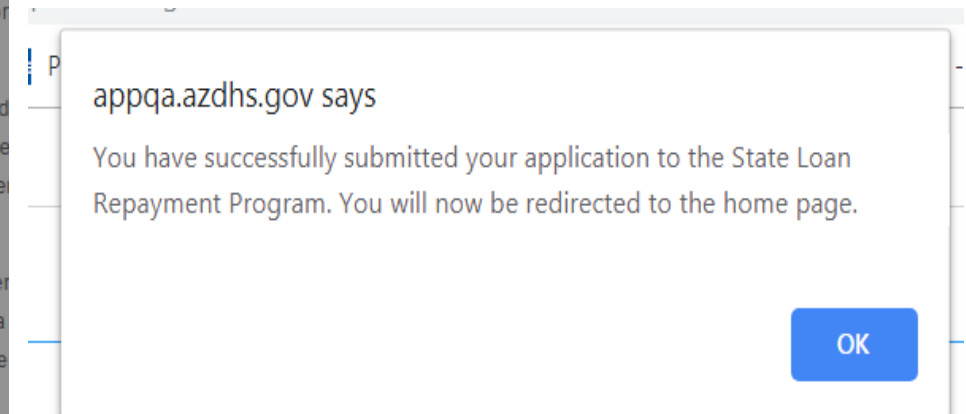 P
appqa.azdhs.gov says
You have successfully submitted your application to the State Loan
Repayment Program. You will now be redirected to the home page.
OK